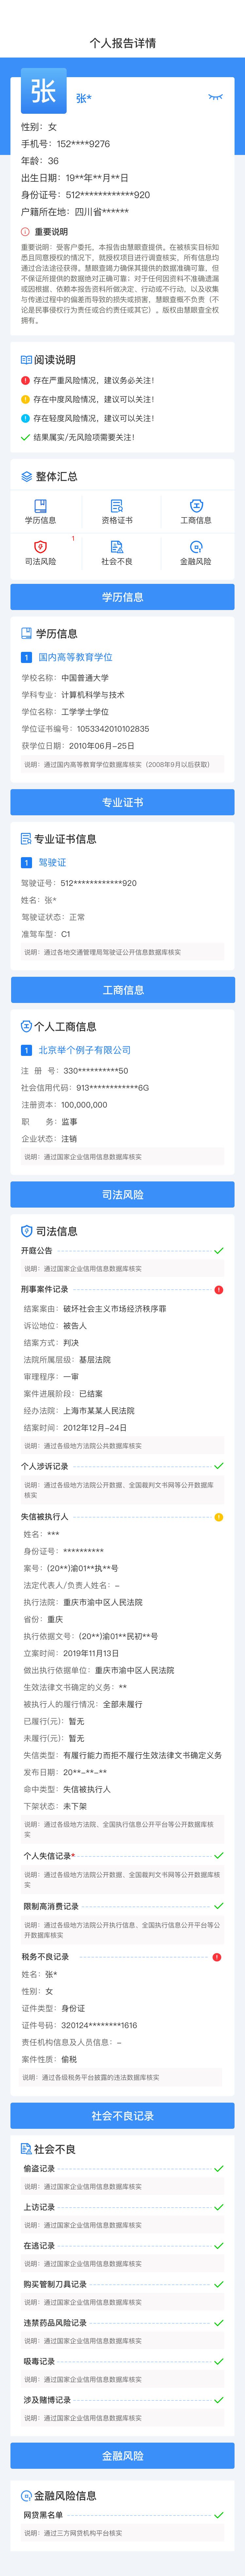 个人报告详情
张
张*
性别：女
手机号：152****9276
年龄：36
出生日期：19**年**月**日
身份证号：512************920
户籍所在地：四川省******
重要说明
重要说明：受客户委托、本报告由慧眼查提供。在被核实目标知
悉且同意授权的情况下，就授权项目进行调查核实，所有信息均
通过合法途径获得。慧眼查竭力确保其提供的数据准确可靠，但
不保证所提供的数据绝对正确可靠；对于任何因资料不准确遗漏
或因根据、依赖本报告资料所做决定、行动或不行动，以及收集
与传递过程中的偏差而导致的损失或损害，慧眼查概不负责（不
论是民事侵权行为责任或合约责任或其它）。版权由慧眼查全权
拥有。
阅读说明
存在严重风险情况，建议务必关注！
存在中度风险情况，建议可以关注！
存在轻度风险情况，建议可以关注！
结果属实/无风险项需要关注！
整体汇总
学历信息 资格证书 工商信息
1
司法风险 社会不良 金融风险
学历信息
学历信息
1 国内高等教育学位
学校名称：中国普通大学
学科专业：计算机科学与技术
学位名称：工学学士学位
学位证书编号：1053342010102835
获学位日期：2010年06月-25日
说明：通过国内高等教育学位数据库核实（2008年9月以后获取）
专业证书
专业证书信息
1 驾驶证
驾驶证号：512************920
姓名：张*
驾驶证状态：正常
准驾车型：C1
说明：通过各地交通管理局驾驶证公开信息数据库核实
工商信息
个人工商信息
1 北京举个例子有限公司
注 册 号：330**********50
社会信用代码：913************6G
注册资本：100,000,000
职 务：监事
企业状态：注销
说明：通过国家企业信用信息数据库核实
司法风险
司法信息
开庭公告
说明：通过国家企业信用信息数据库核实
刑事案件记录
结案案由：破坏社会主义市场经济秩序罪
诉讼地位：被告人
结案方式：判决
法院所属层级：基层法院
审理程序：一审
案件进展阶段：已结案
经办法院：上海市某某人民法院
结案时间：2012年12月-24日
说明：通过各级地方法院公共数据库核实
个人涉诉记录
说明：通过各级地方法院公开数据、全国裁判文书网等公开数据库
核实
失信被执行人
姓名：***
身份证号：**********
案号：(20**)渝01**执**号
法定代表人/负责人姓名：-
执行法院：重庆市渝中区人民法院
省份：重庆
执行依据文号：(20**)渝01**民初**号
立案时间：2019年11月13日
做出执行依据单位：重庆市渝中区人民法院
生效法律文书确定的义务：**
被执行人的履行情况：全部未履行
已履行(元)：暂无
未履行(元)：暂无
失信类型：有履行能力而拒不履行生效法律文书确定义务
发布日期：20**-**-**
命中类型：失信被执行人
下架状态：未下架
说明：通过各级地方法院、全国执行信息公开平台等公开数据库核
实
个人失信记录*
说明：通过各级地方法院公开数据、全国裁判文书网等公开数据库核
实
限制高消费记录
说明：通过各级地方法院公开执行信息、全国执行信息公开平台等公
开数据库核实
税务不良记录
姓名：张*
性别：女
证件类型：身份证
证件号码：320124********1616
责任机构信息及人员信息：-
案件性质：偷税
说明：通过各级税务平台披露的违法数据库核实
社会不良记录
社会不良
偷盗记录
说明：通过国家企业信用信息数据库核实
上访记录
说明：通过国家企业信用信息数据库核实
在逃记录
说明：通过国家企业信用信息数据库核实
购买管制刀具记录
说明：通过国家企业信用信息数据库核实
违禁药品风险记录
说明：通过国家企业信用信息数据库核实
吸毒记录
说明：通过国家企业信用信息数据库核实
涉及赌博记录
说明：通过国家企业信用信息数据库核实
金融风险
金融风险信息
网贷黑名单
说明：通过三方网贷机构平台核实